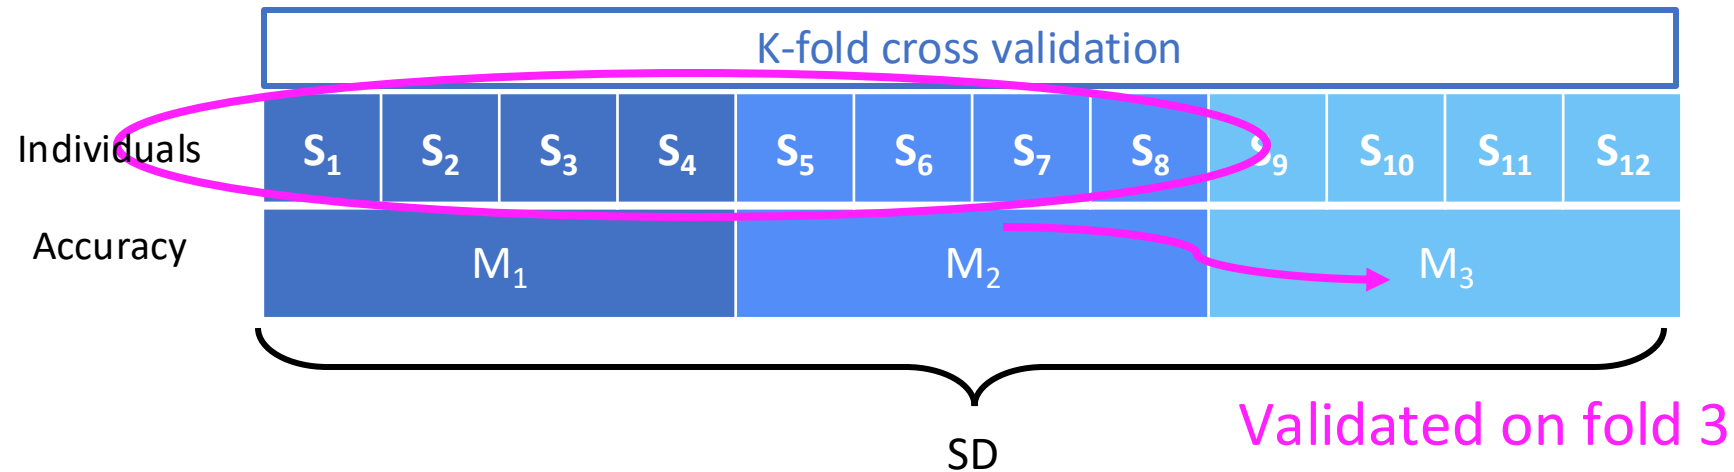 K-fold cross validation
Individuals S₁ S₂ S₃ S₄ S₅ S₆ S₇ S₈ S₉ S₁₀ S₁₁ S₁₂
Accuracy M₁ M₂ M₃
Validated on fold 3
SD